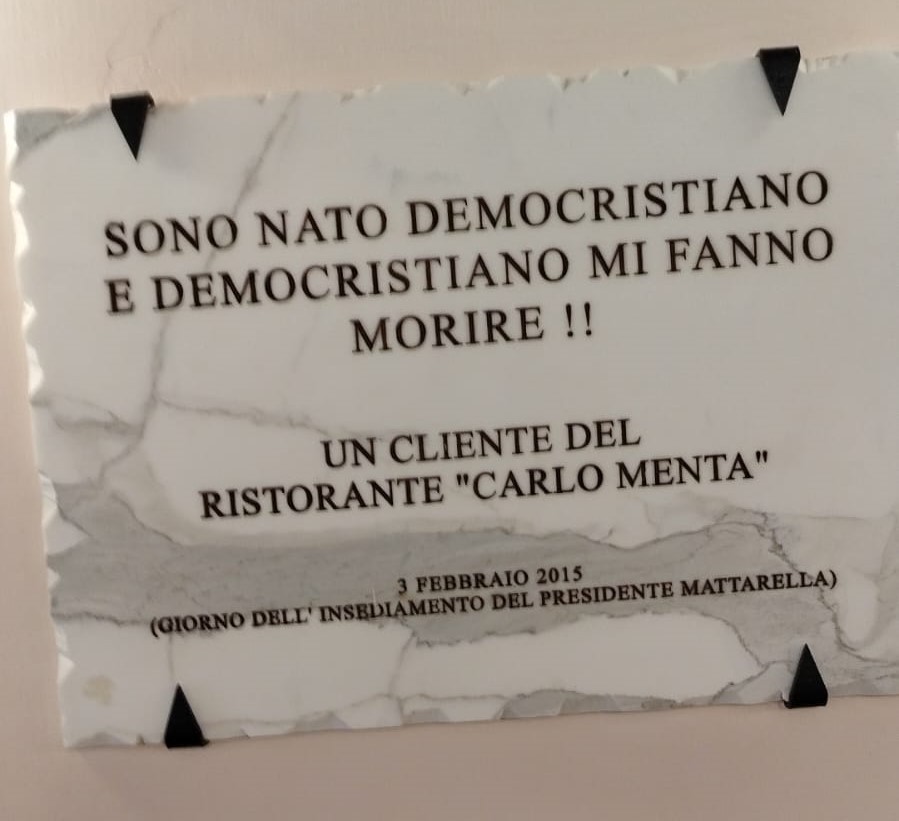 SONO NATO DEMOCRISTIANO
E DEMOCRISTIANO MI FANNO
MORIRE !!
UN CLIENTE DEL
RISTORANTE "CARLO MENTA"
3 FEBBRAIO 2015
(GIORNO DELL' INSEDIAMENTO DEL PRESIDENTE MATTARELLA)